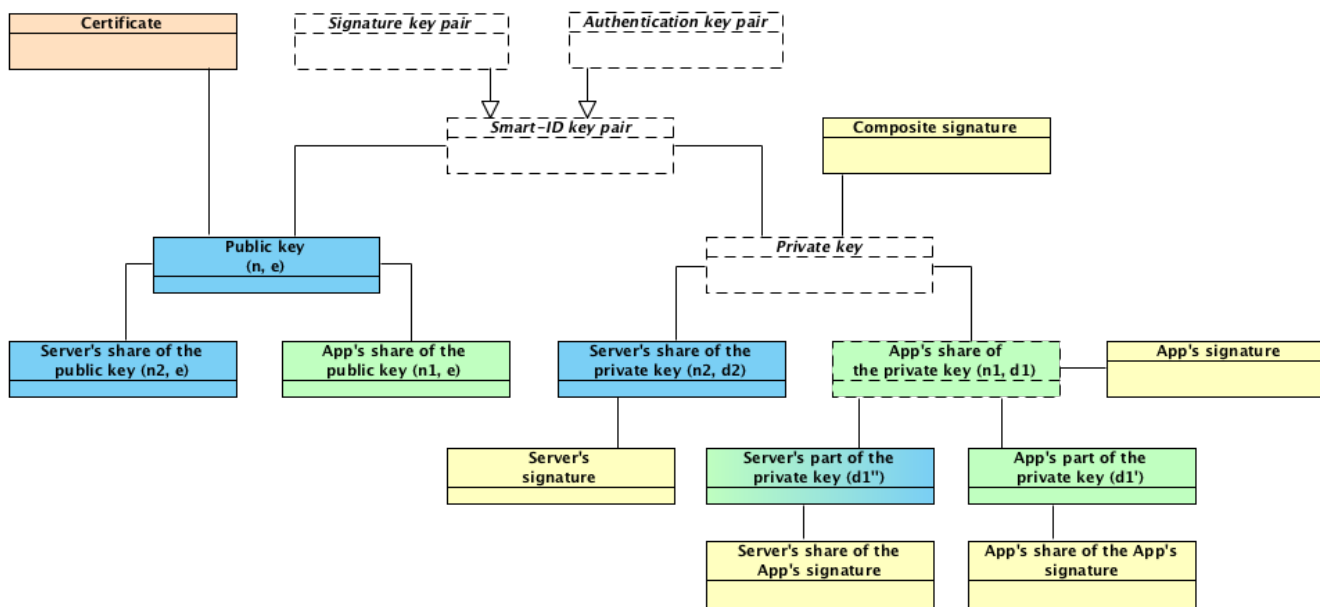 Certificate
Signature key pair
Authentication key pair
Smart-ID key pair
Composite signature
Public key
(n, e)
Private key
Server's share of the
public key (n2, e)
App's share of the
public key (n1, e)
Server's share of the
private key (n2, d2)
App's share of
the private key (n1, d1)
App's signature
Server's
signature
Server's part of the
private key (d1'')
App's part of the
private key (d1')
Server's share of the
App's signature
App's share of the App's
signature